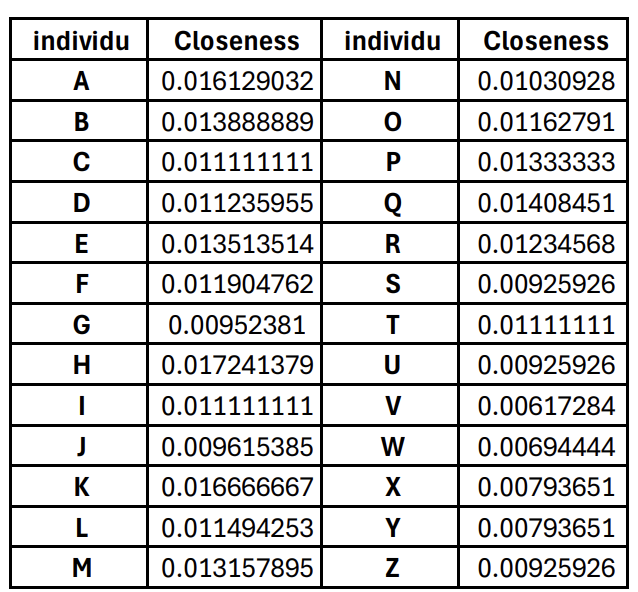 individu Closeness individu Closeness
A 0.016129032 N 0.01030928
B 0.013888889 O 0.01162791
C 0.011111111 P 0.01333333
D 0.011235955 Q 0.01408451
E 0.013513514 R 0.01234568
F 0.011904762 S 0.00925926
G 0.00952381 T 0.01111111
H 0.017241379 U 0.00925926
I 0.011111111 V 0.00617284
J 0.009615385 W 0.00694444
K 0.016666667 X 0.00793651
L 0.011494253 Y 0.00793651
M 0.013157895 Z 0.00925926